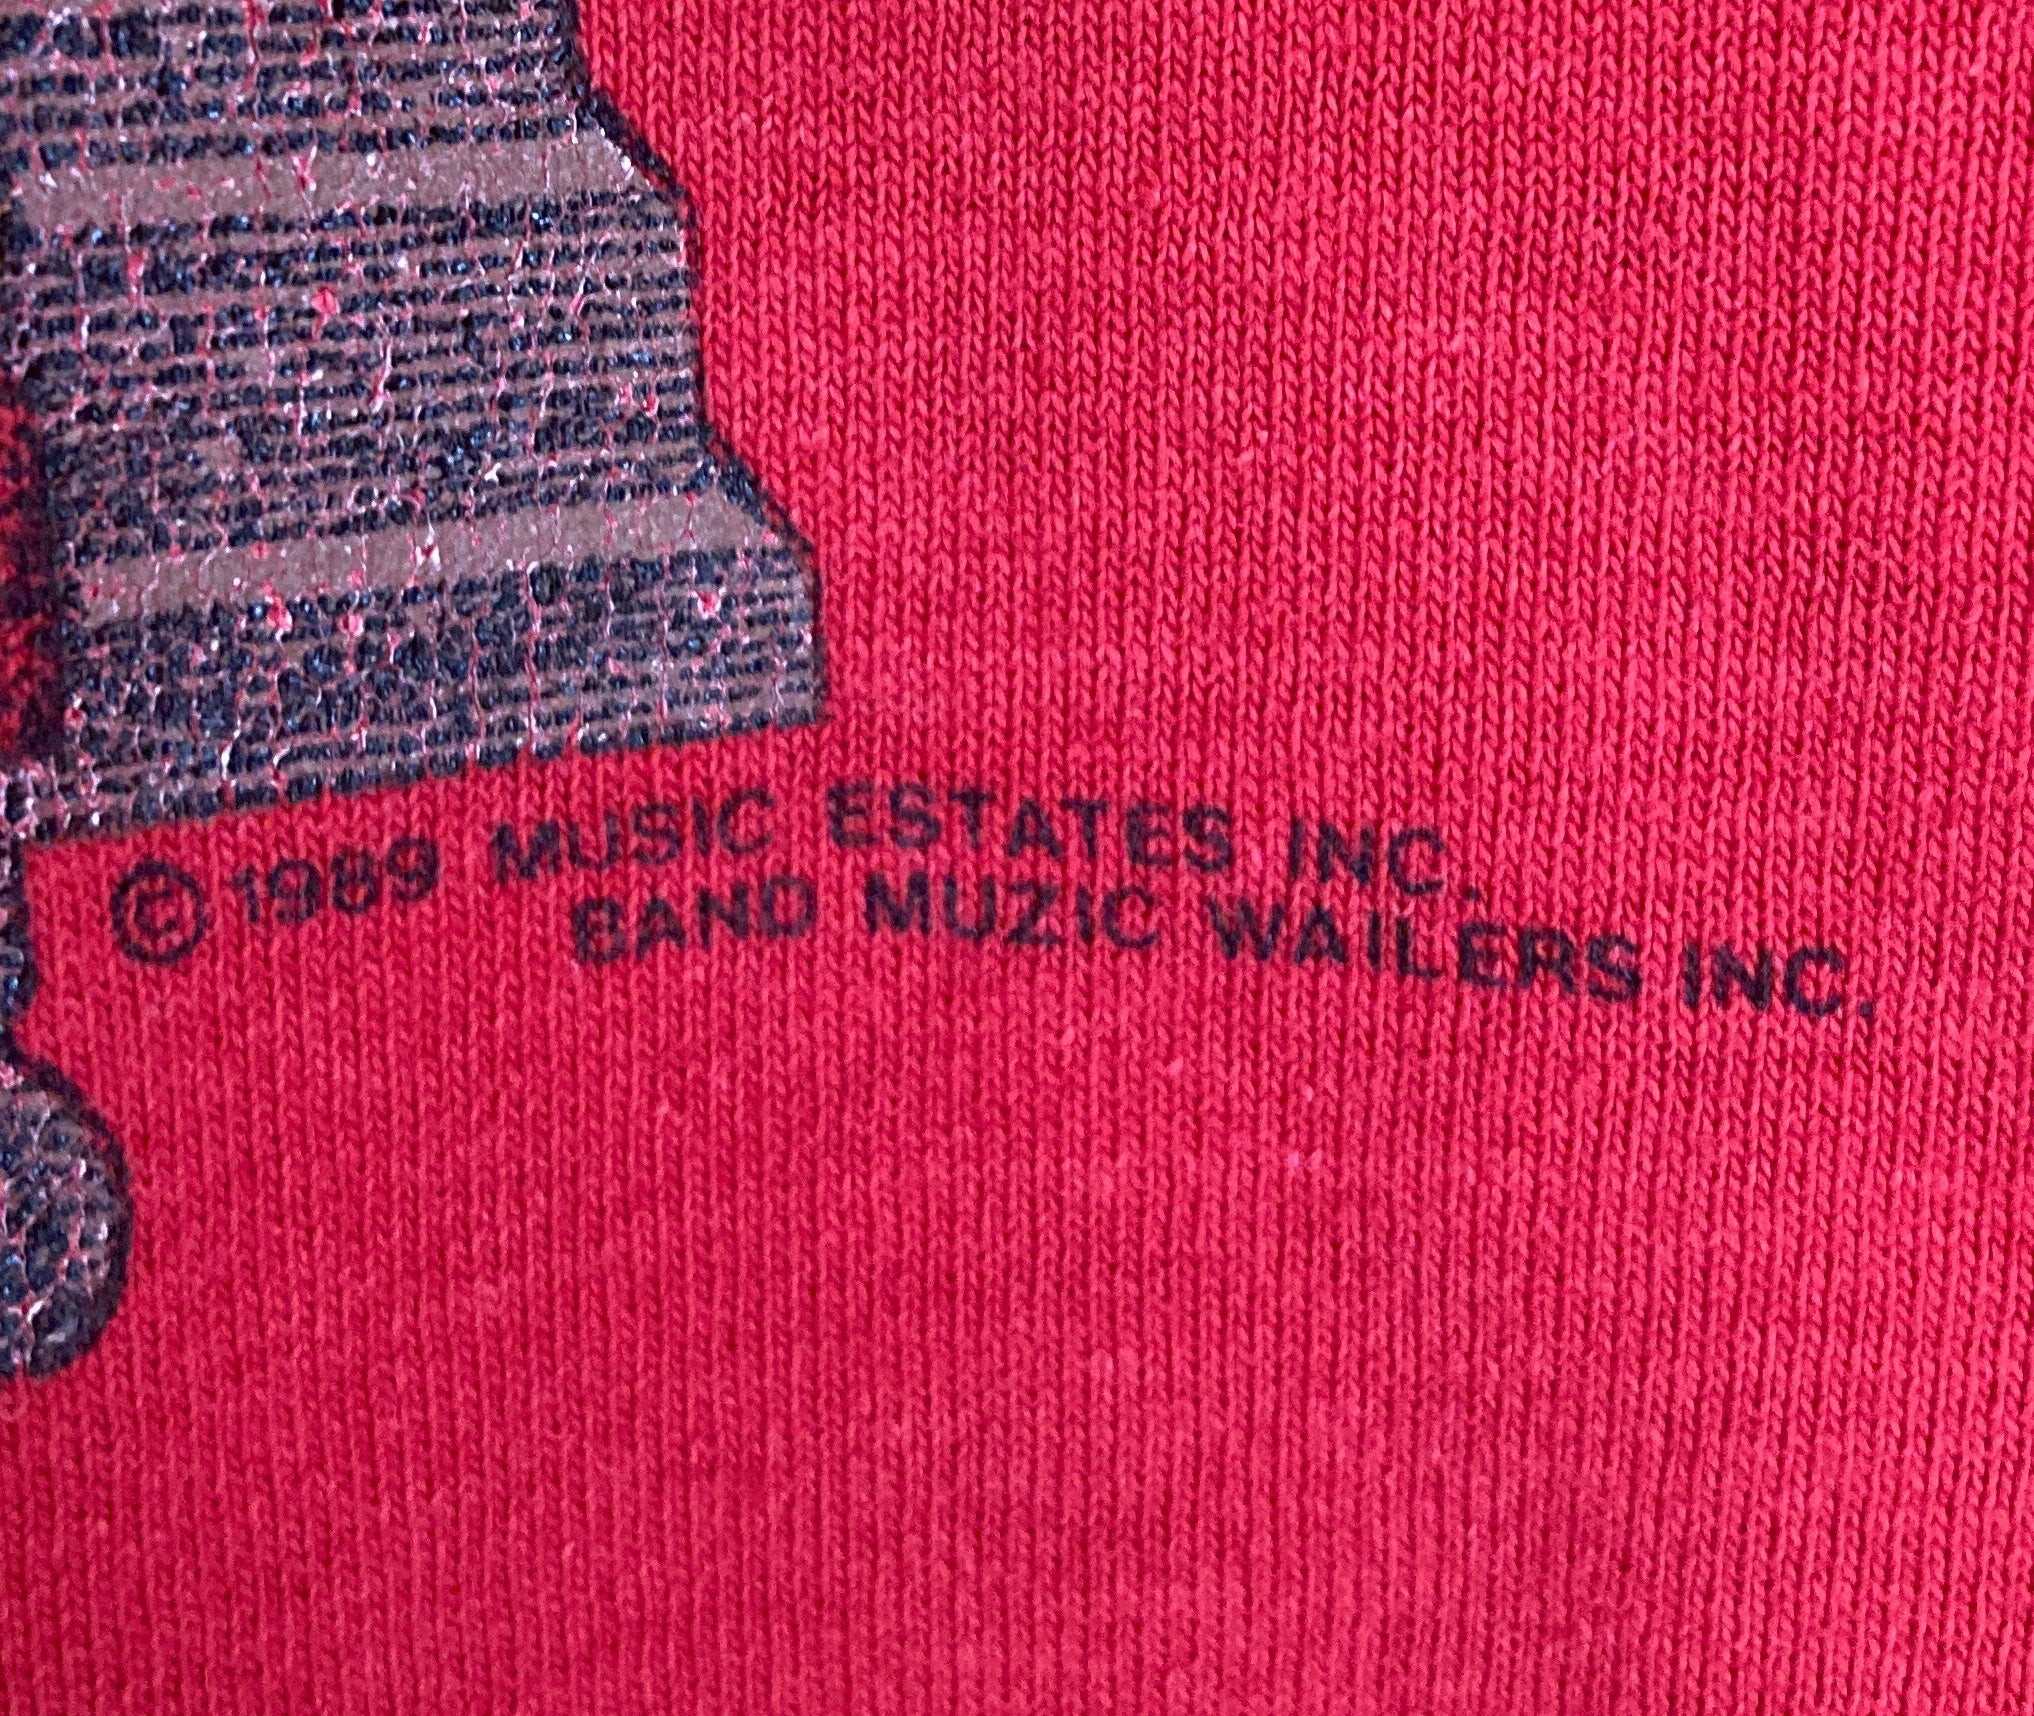 © 1989 MUSIC ESTATES INC.
BAND MUZIC WAILERS INC.